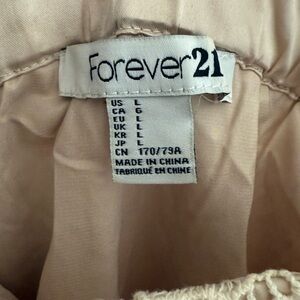 Forever21
US L
CA G
EU L
UK L
KR L
JP L
CN 170/79A
MADE IN CHINA
FABRIQUÉ EN CHINE